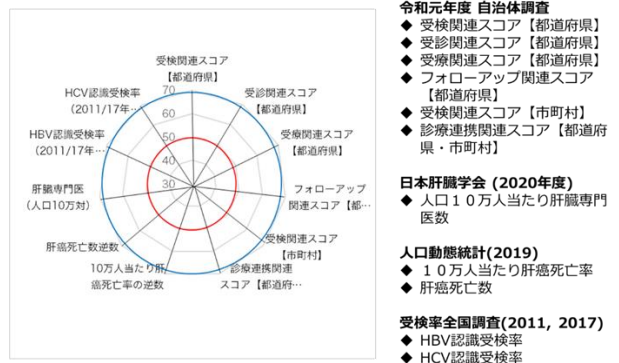 受検関連スコア
【都道府県】
受診関連スコア
【都道府県】
受療関連スコア
【都道府県】
フォローアップ
関連スコア【都…
受検関連スコア
【市町村】
診療連携関連
スコア【都道府…
10万人当たり肝
癌死亡率の逆数
肝癌死亡数逆数
肝臓専門医
(人口10万対)
HBV認識受検率
(2011/17年…
HCV認識受検率
(2011/17年…
70
60
50
40
30
令和元年度 自治体調査
◆ 受検関連スコア【都道府県】
◆ 受診関連スコア【都道府県】
◆ 受療関連スコア【都道府県】
◆ フォローアップ関連スコア
【都道府県】
◆ 受検関連スコア【市町村】
◆ 診療連携関連スコア【都道府
県・市町村】
日本肝臓学会 (2020年度)
◆ 人口１０万人当たり肝臓専門
医数
人口動態統計(2019)
◆ １０万人当たり肝癌死亡率
◆ 肝癌死亡数
受検率全国調査(2011, 2017)
◆ HBV認識受検率
◆ HCV認識受検率